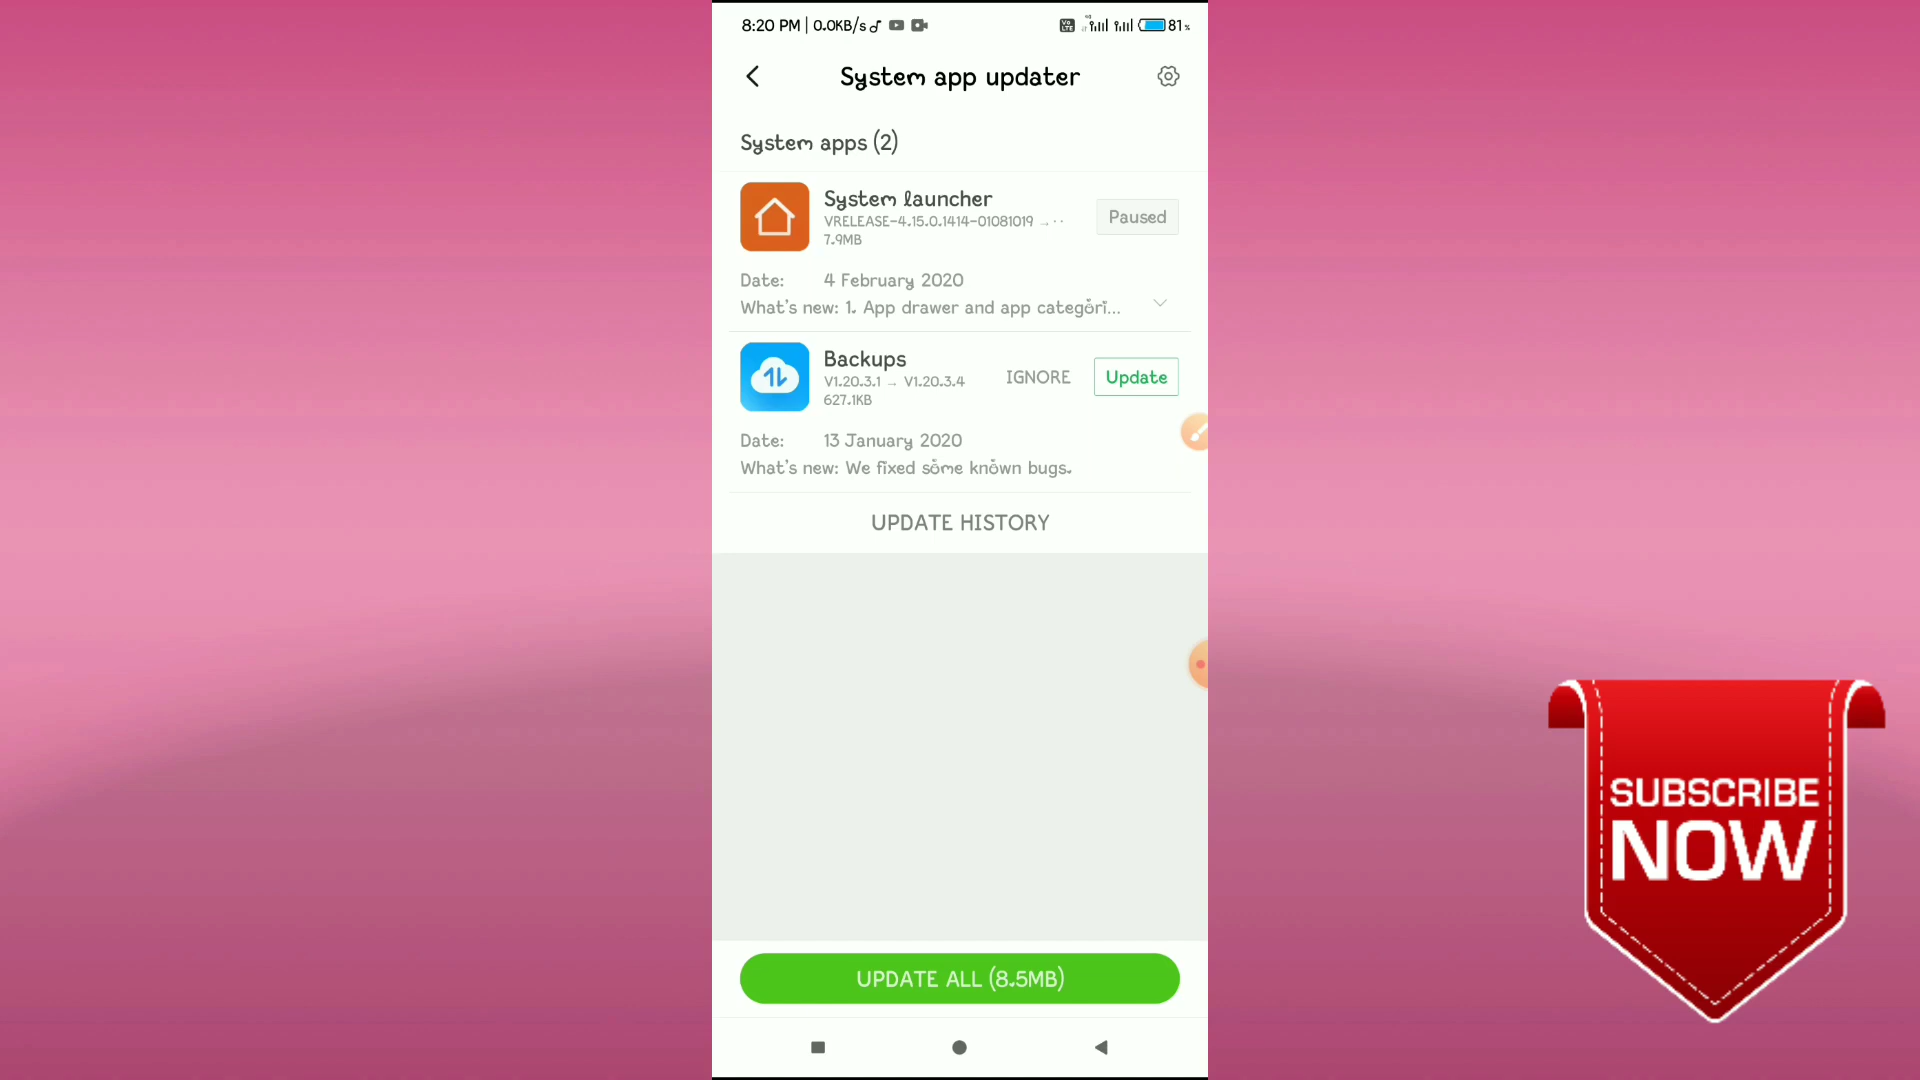 8:20 PM | 0.0KB/s
VoLTE 4G 81%
System app updater
System apps (2)
System launcher
VRELEASE-4.15.0.1414-01081019 → ··
7.9MB
Paused
Date: 4 February 2020
What's new: 1. App drawer and app categori...
Backups
V1.20.3.1 → V1.20.3.4
627.1KB
IGNORE
Update
Date: 13 January 2020
What's new: We fixed some known bugs.
UPDATE HISTORY
UPDATE ALL (8.5MB)
SUBSCRIBE
NOW